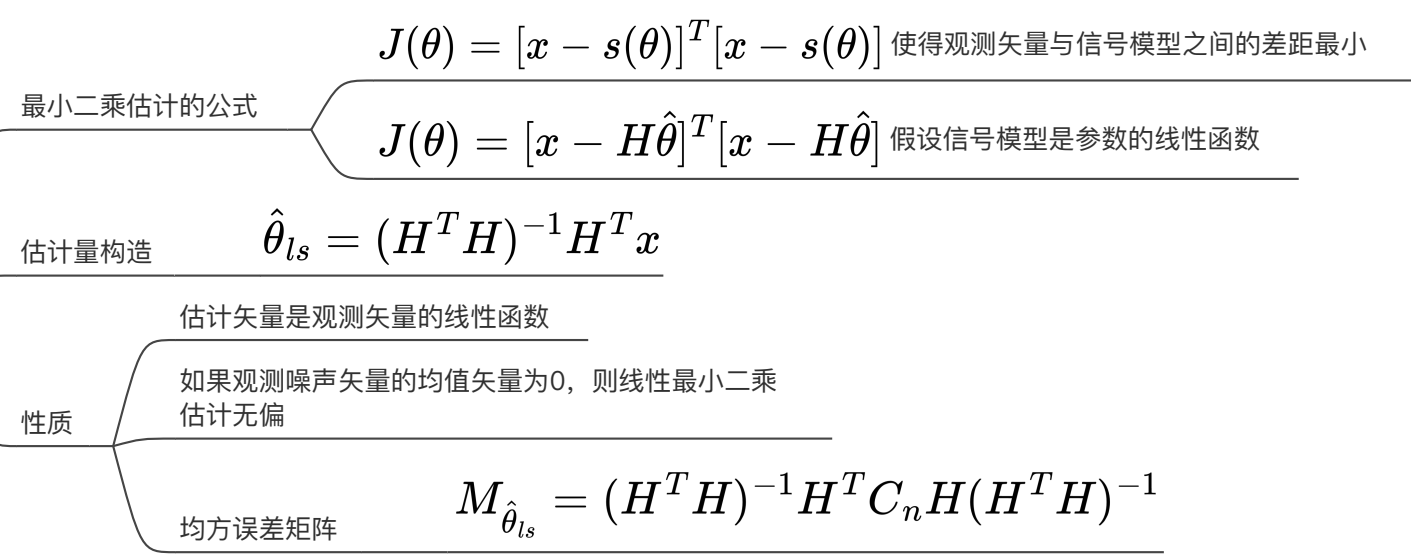 J(θ) = [x − s(θ)]^T[x − s(θ)] 使得观测矢量与信号模型之间的差距最小
最小二乘估计的公式
J(θ) = [x − Hθ̂]^T[x − Hθ̂] 假设信号模型是参数的线性函数
估计量构造 θ̂_{ls} = (H^T H)^{−1}H^T x
估计矢量是观测矢量的线性函数
如果观测噪声矢量的均值矢量为0，则线性最小二乘
估计无偏
性质
均方误差矩阵 M_{θ̂_{ls}} = (H^T H)^{−1}H^T C_n H(H^T H)^{−1}